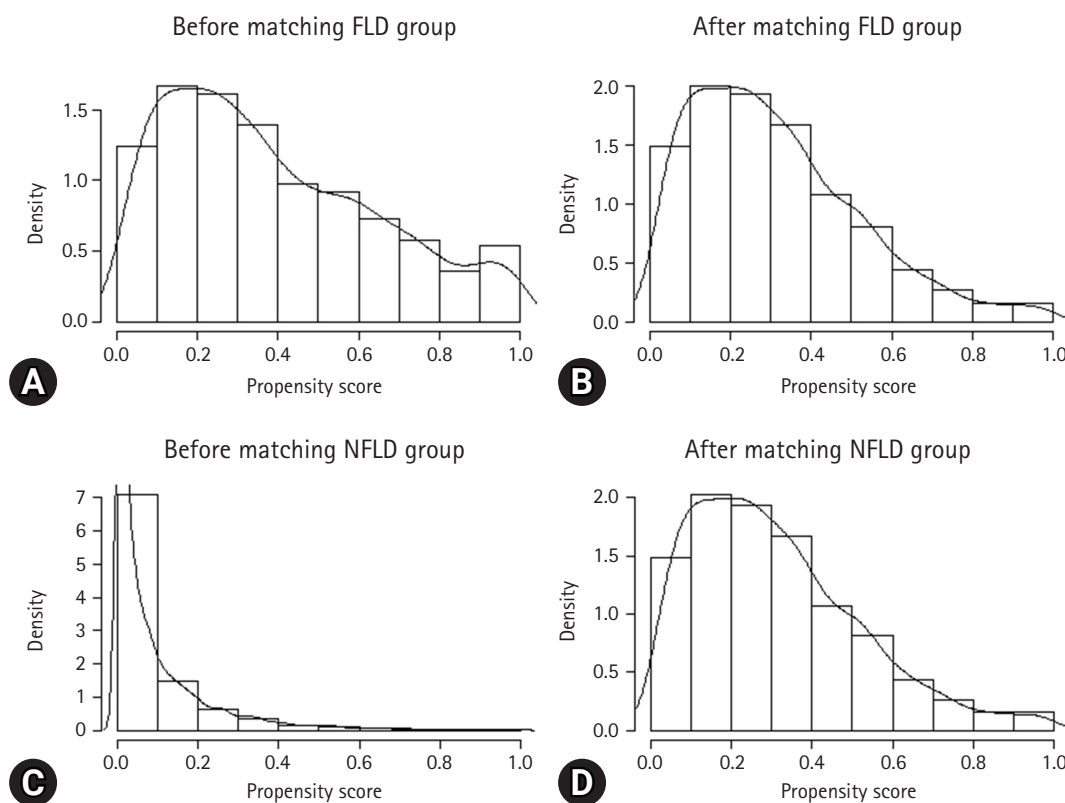 Before matching FLD group
1.5
1.0
0.5
0.0
Density
0.0 0.2 0.4 0.6 0.8 1.0
Propensity score
A
After matching FLD group
2.0
1.5
1.0
0.5
0.0
Density
0.0 0.2 0.4 0.6 0.8 1.0
Propensity score
B
Before matching NFLD group
7
6
5
4
3
2
1
0
Density
0.0 0.2 0.4 0.6 0.8 1.0
Propensity score
C
After matching NFLD group
2.0
1.5
1.0
0.5
0.0
Density
0.0 0.2 0.4 0.6 0.8 1.0
Propensity score
D